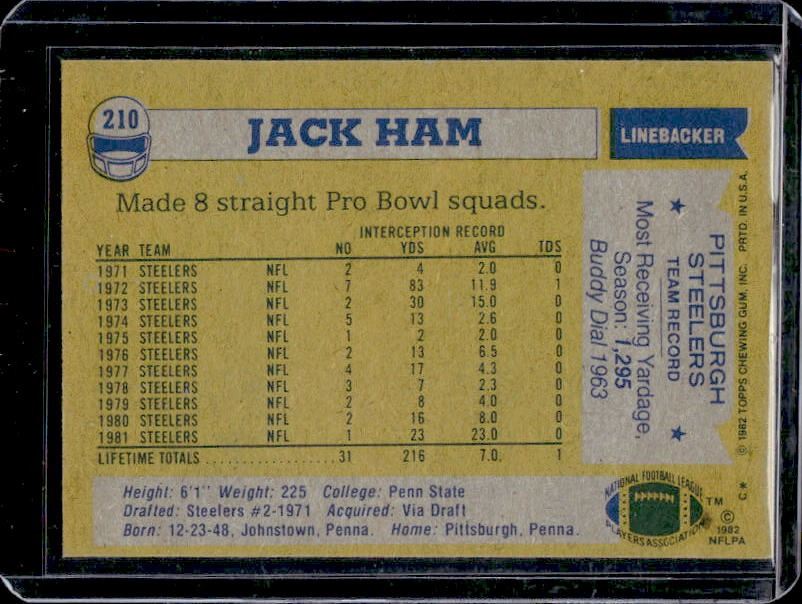 210
JACK HAM
LINEBACKER
Made 8 straight Pro Bowl squads.
INTERCEPTION RECORD
YEAR TEAM NO YDS AVG TDS
1971 STEELERS NFL 2 4 2.0 0
1972 STEELERS NFL 7 83 11.9 1
1973 STEELERS NFL 2 30 15.0 0
1974 STEELERS NFL 5 13 2.6 0
1975 STEELERS NFL 1 2 2.0 0
1976 STEELERS NFL 2 13 6.5 0
1977 STEELERS NFL 4 17 4.3 0
1978 STEELERS NFL 3 7 2.3 0
1979 STEELERS NFL 2 8 4.0 0
1980 STEELERS NFL 2 16 8.0 0
1981 STEELERS NFL 1 23 23.0 0
LIFETIME TOTALS .................. 31 216 7.0. 1
Height: 6'1" Weight: 225 College: Penn State
Drafted: Steelers #2-1971 Acquired: Via Draft
Born: 12-23-48, Johnstown, Penna. Home: Pittsburgh, Penna.
PITTSBURGH
STEELERS
★ TEAM RECORD ★
Most Receiving Yardage,
Season: 1,295
Buddy Dial 1963
© 1982 TOPPS CHEWING GUM, INC. PRTD. IN U.S.A.
C*
NATIONAL FOOTBALL LEAGUE
PLAYERS ASSOCIATION
TM
©
1982
NFLPA